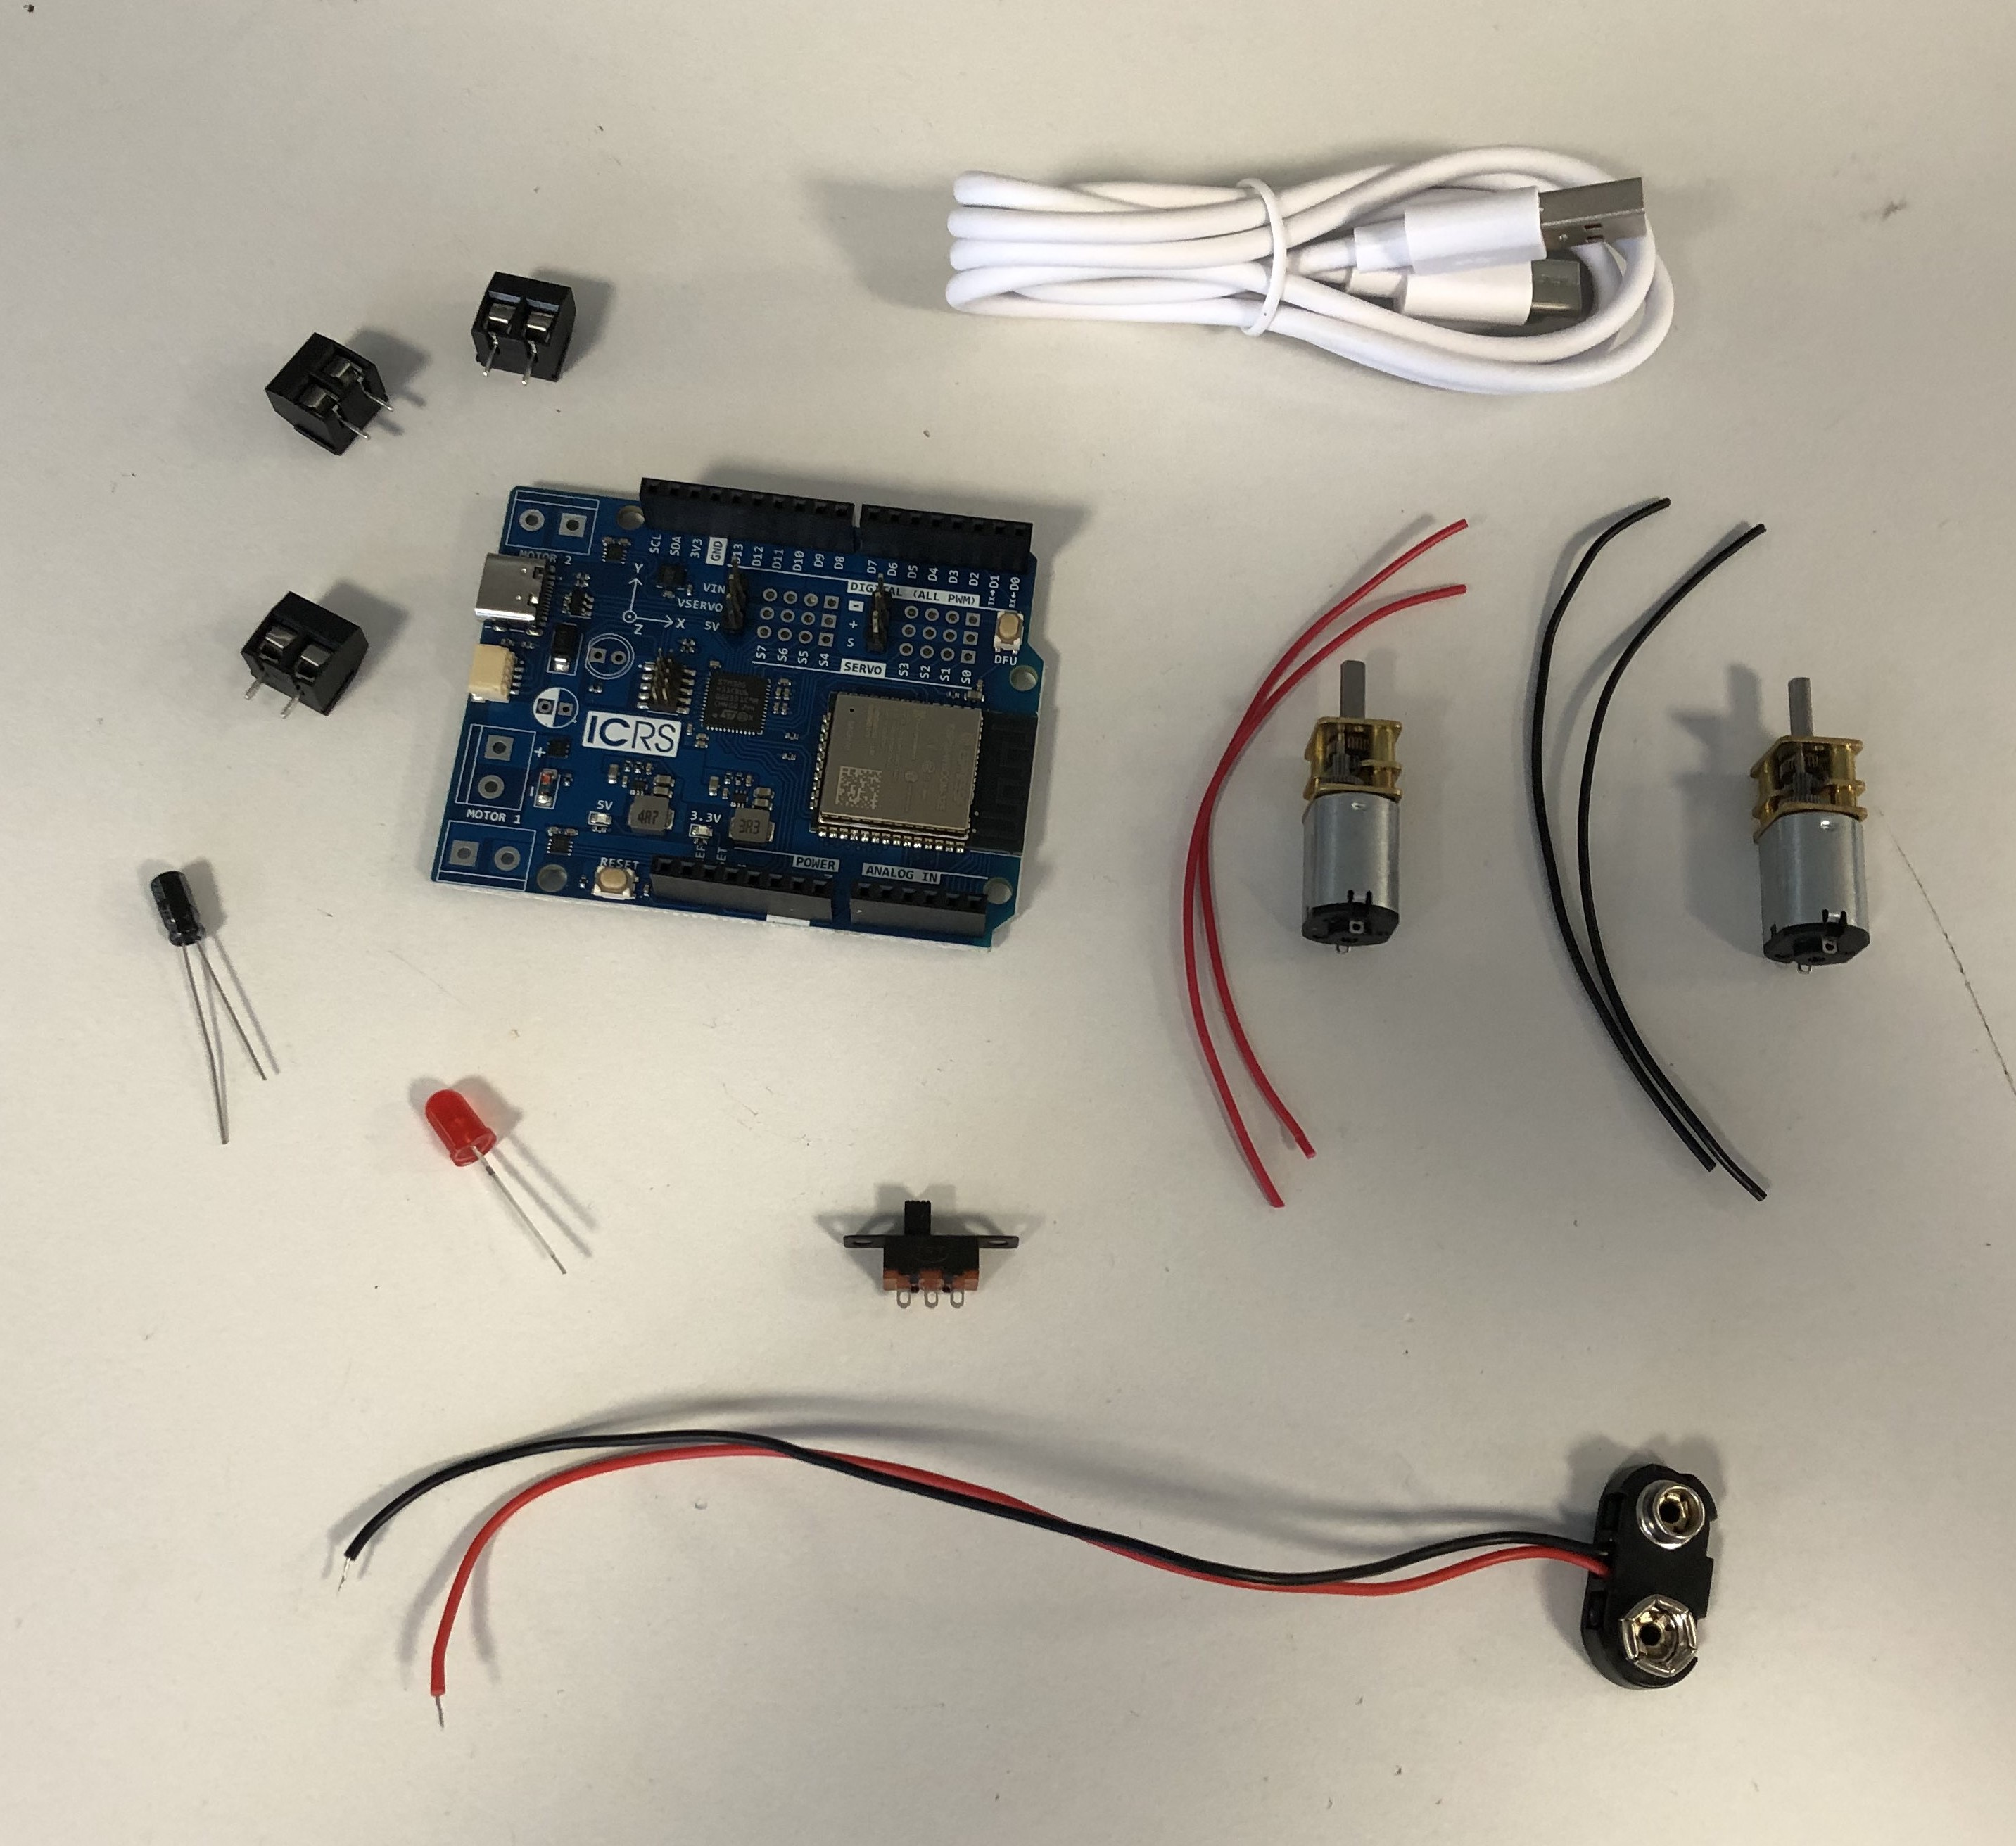 MOTOR 2
SCL
SDA
3V3
GND
D13
D12
D11
D10
D9
D8
D7
D6
D5
D4
D3
D2
TX→D1
RX←D0
DIGITAL (ALL PWM)
VIN
VSERVO
5V
Y
X
Z
-
+
S
S7
S6
S5
S4
SERVO
S3
S2
S1
S0
DFU
ICRS
+
-
MOTOR 1
5V
4R7
3.3V
3R3
RESET
POWER
ANALOG IN